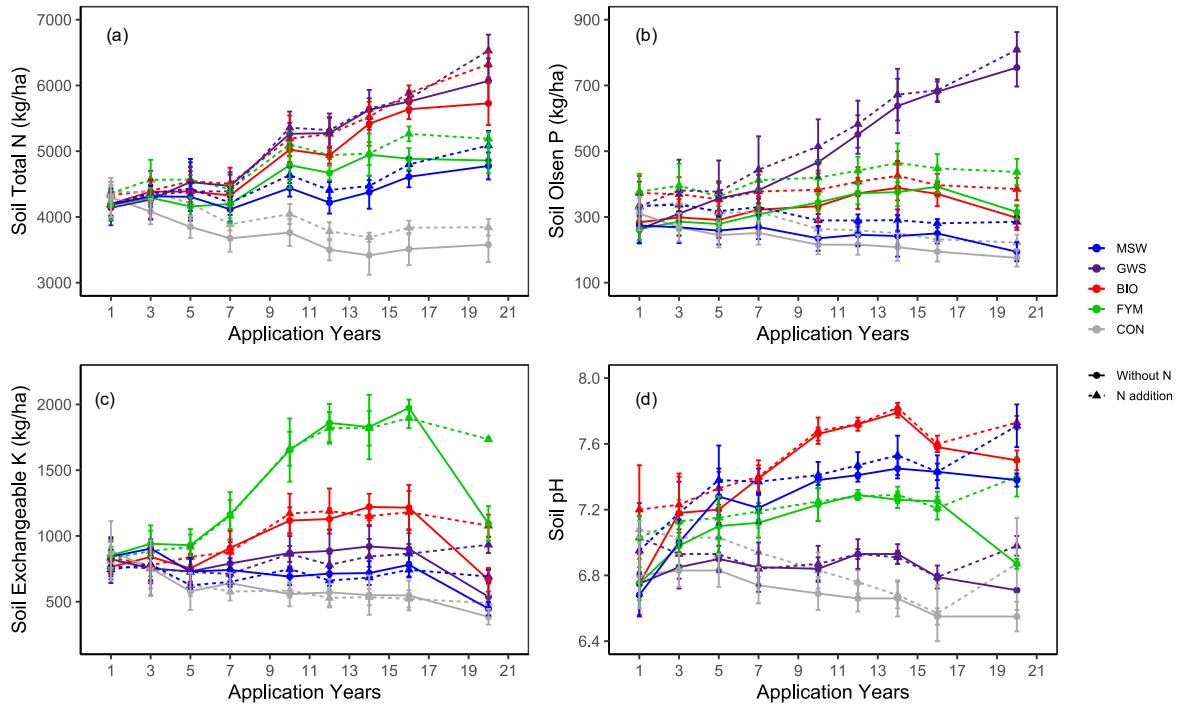 (a)
Soil Total N (kg/ha)
7000
6000
5000
4000
3000
1 3 5 7 9 11 13 15 17 19 21
Application Years
(b)
Soil Olsen P (kg/ha)
900
700
500
300
100
1 3 5 7 9 11 13 15 17 19 21
Application Years
(c)
Soil Exchangeable K (kg/ha)
2000
1500
1000
500
1 3 5 7 9 11 13 15 17 19 21
Application Years
(d)
Soil pH
8.0
7.6
7.2
6.8
6.4
1 3 5 7 9 11 13 15 17 19 21
Application Years
MSW
GWS
BIO
FYM
CON
Without N
N addition